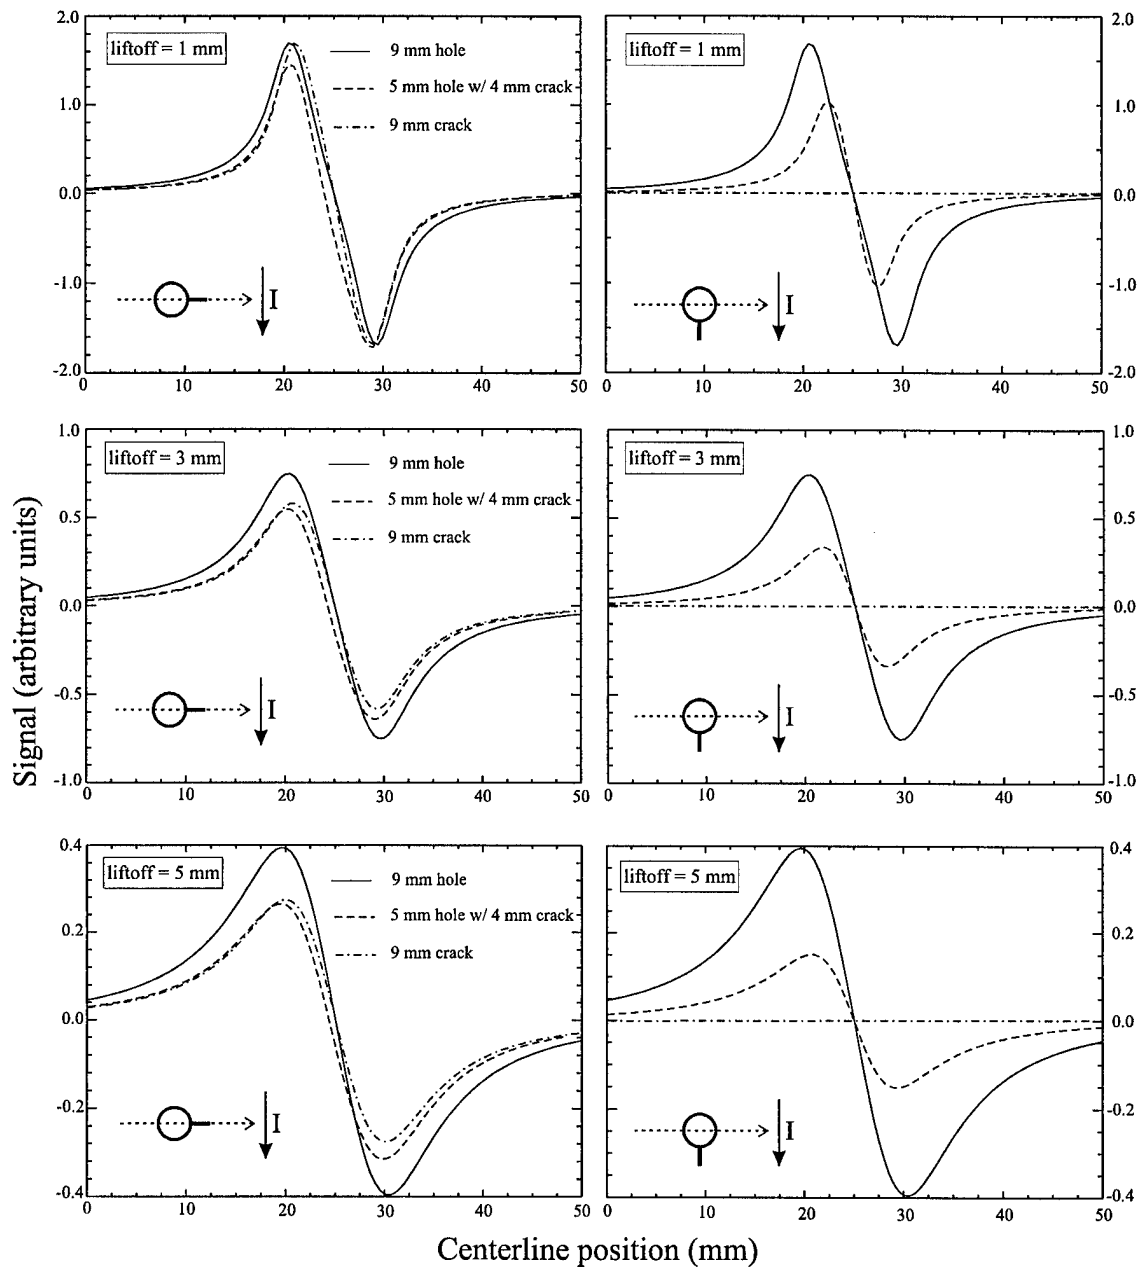 liftoff = 1 mm
9 mm hole
5 mm hole w/ 4 mm crack
9 mm crack
2.0
1.0
0.0
-1.0
-2.0
I
0 10 20 30 40 50
liftoff = 1 mm
2.0
1.0
0.0
-1.0
-2.0
I
0 10 20 30 40 50
liftoff = 3 mm
9 mm hole
5 mm hole w/ 4 mm crack
9 mm crack
1.0
0.5
0.0
-0.5
-1.0
I
0 10 20 30 40 50
liftoff = 3 mm
1.0
0.5
0.0
-0.5
-1.0
I
0 10 20 30 40 50
Signal (arbitrary units)
liftoff = 5 mm
9 mm hole
5 mm hole w/ 4 mm crack
9 mm crack
0.4
0.2
0.0
-0.2
-0.4
I
0 10 20 30 40 50
liftoff = 5 mm
0.4
0.2
0.0
-0.2
-0.4
I
0 10 20 30 40 50
Centerline position (mm)